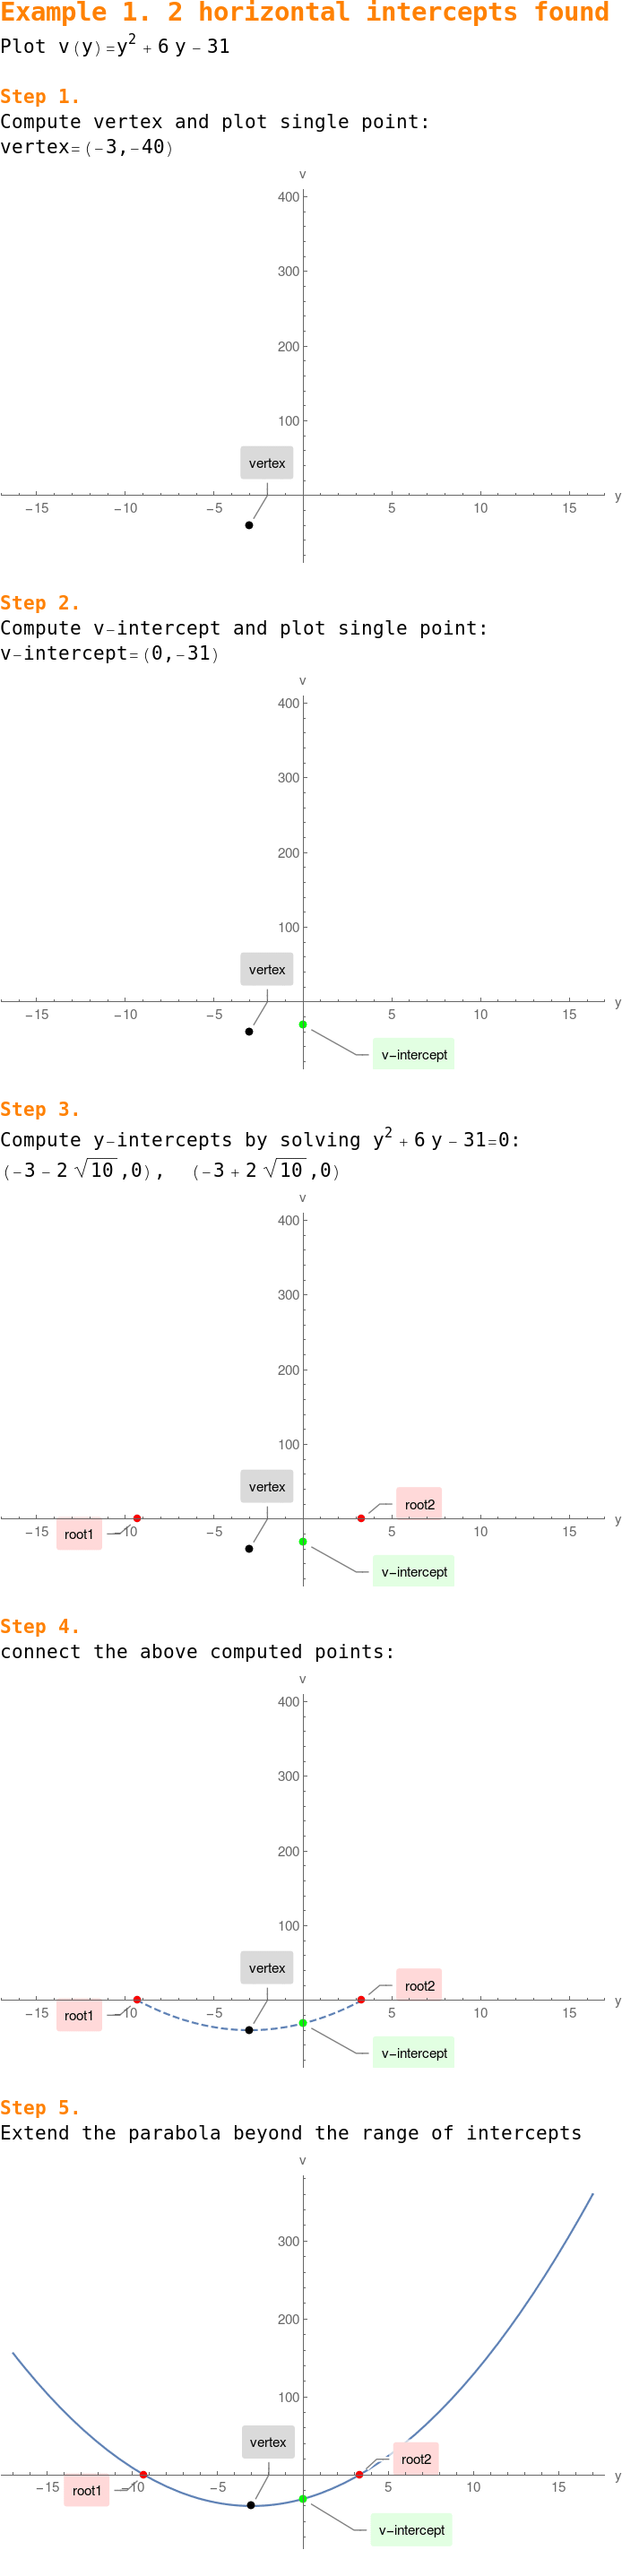 Example 1. 2 horizontal intercepts found
Plot v(y)=y² + 6 y − 31
Step 1.
Compute vertex and plot single point:
vertex=(−3,−40)
v
400
300
200
100
vertex
−15 −10 −5 5 10 15 y
Step 2.
Compute v−intercept and plot single point:
v−intercept=(0,−31)
v
400
300
200
100
vertex
−15 −10 −5 5 10 15 y
v−intercept
Step 3.
Compute y−intercepts by solving y² + 6 y − 31=0:
(−3 − 2 √10 ,0), (−3 + 2 √10 ,0)
v
400
300
200
100
vertex
root2
−15 −10 −5 5 10 15 y
root1
v−intercept
Step 4.
connect the above computed points:
v
400
300
200
100
vertex
root2
−15 −10 −5 5 10 15 y
root1
v−intercept
Step 5.
Extend the parabola beyond the range of intercepts
v
300
200
100
vertex
root2
−15 −10 −5 5 10 15 y
root1
v−intercept